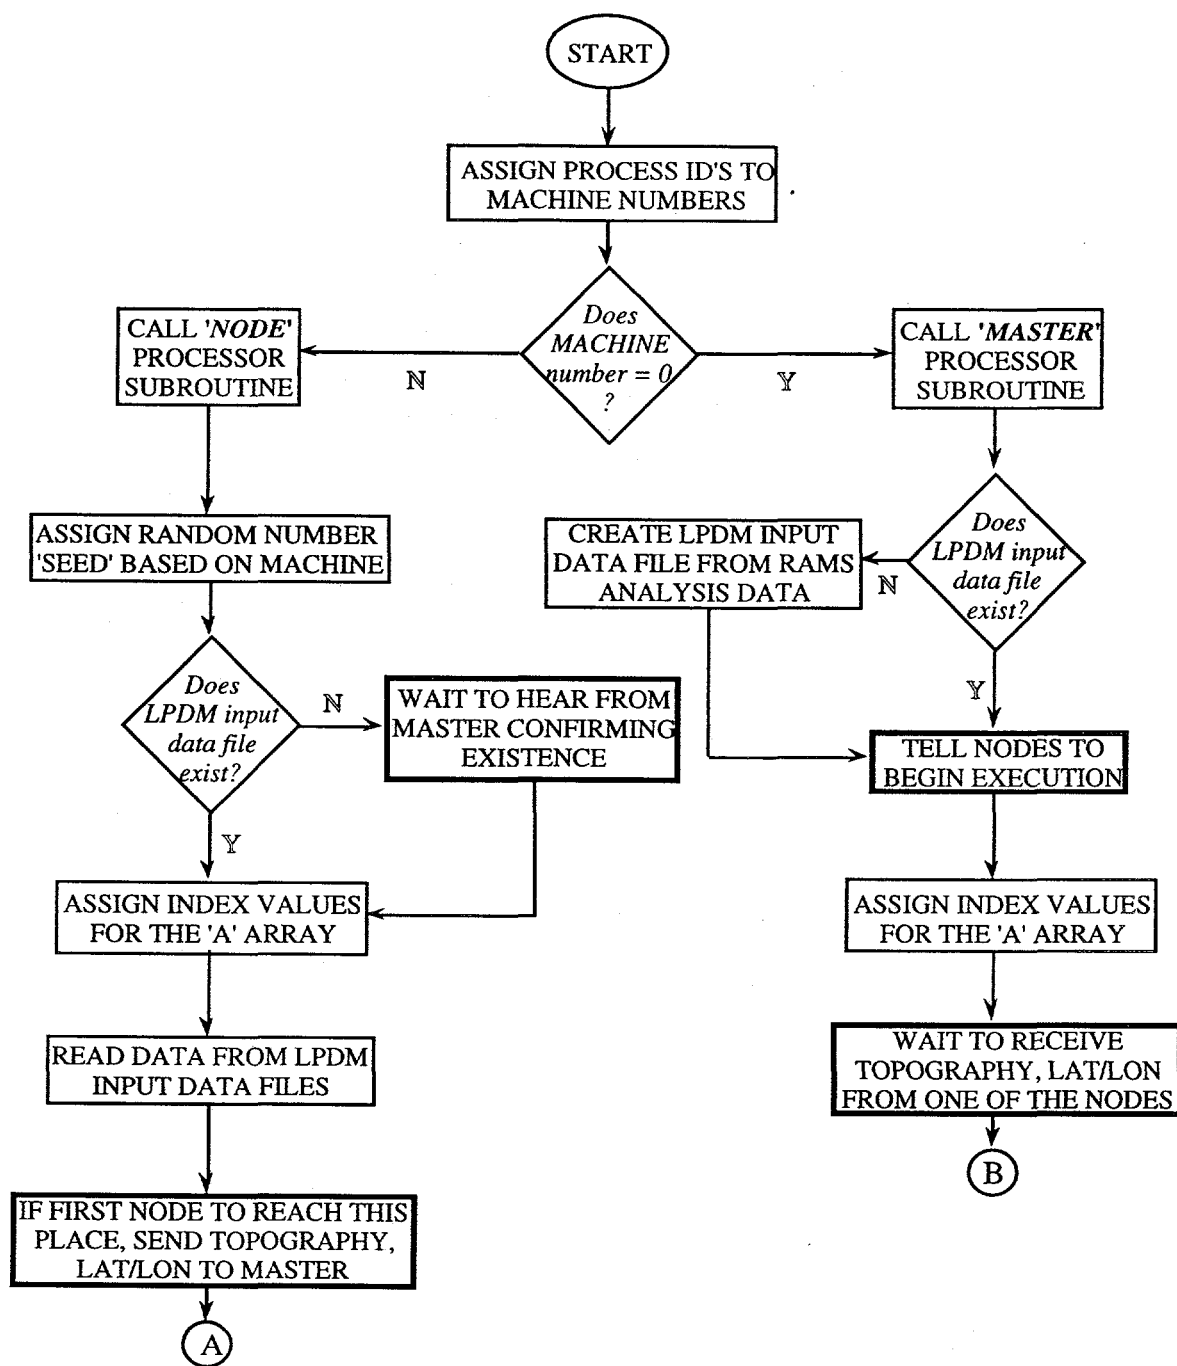 START
ASSIGN PROCESS ID'S TO
MACHINE NUMBERS
Does
MACHINE
number = 0
?
N
Y
CALL 'NODE'
PROCESSOR
SUBROUTINE
CALL 'MASTER'
PROCESSOR
SUBROUTINE
ASSIGN RANDOM NUMBER
'SEED' BASED ON MACHINE
CREATE LPDM INPUT
DATA FILE FROM RAMS
ANALYSIS DATA
N
Does
LPDM input
data file
exist?
Y
Does
LPDM input
data file
exist?
N
Y
WAIT TO HEAR FROM
MASTER CONFIRMING
EXISTENCE
TELL NODES TO
BEGIN EXECUTION
ASSIGN INDEX VALUES
FOR THE 'A' ARRAY
ASSIGN INDEX VALUES
FOR THE 'A' ARRAY
READ DATA FROM LPDM
INPUT DATA FILES
WAIT TO RECEIVE
TOPOGRAPHY, LAT/LON
FROM ONE OF THE NODES
B
IF FIRST NODE TO REACH THIS
PLACE, SEND TOPOGRAPHY,
LAT/LON TO MASTER
A